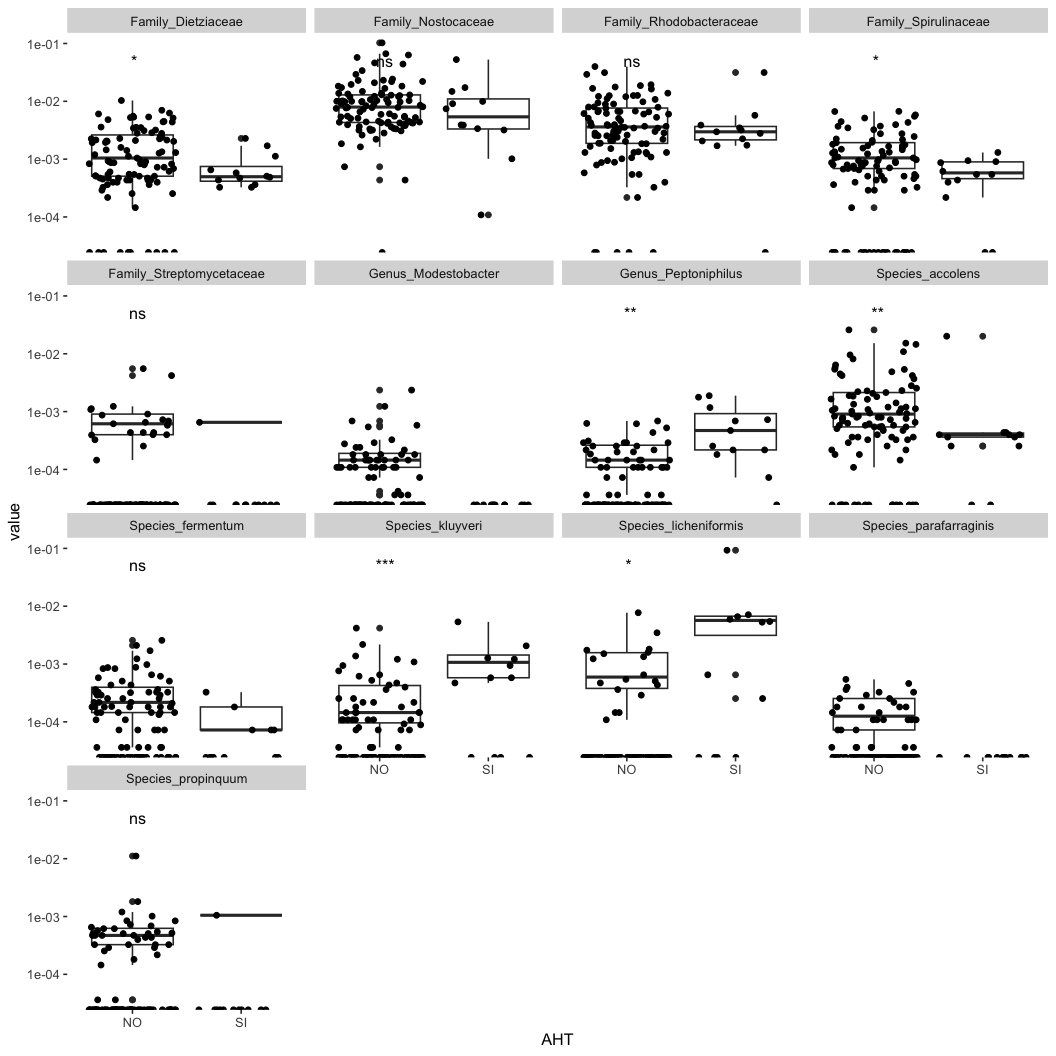 Family_Dietziaceae Family_Nostocaceae Family_Rhodobacteraceae Family_Spirulinaceae
1e-01
* ns ns *
1e-02
1e-03
1e-04
Family_Streptomycetaceae Genus_Modestobacter Genus_Peptoniphilus Species_accolens
1e-01
ns ** **
1e-02
1e-03
1e-04
value
Species_fermentum Species_kluyveri Species_licheniformis Species_parafarraginis
1e-01
ns *** *
1e-02
1e-03
1e-04
NO SI NO SI NO SI
Species_propinquum
1e-01
ns
1e-02
1e-03
1e-04
NO SI
AHT